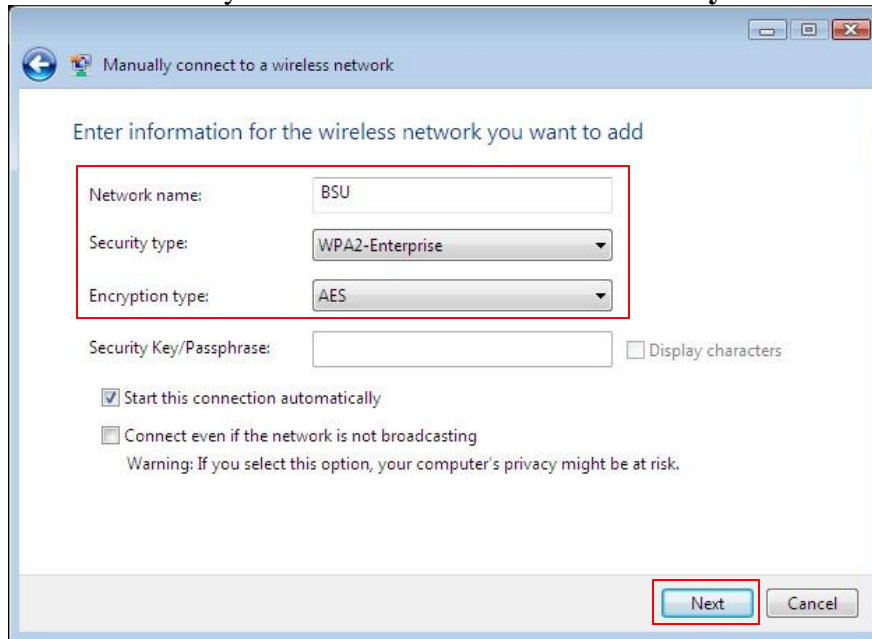 Manually connect to a wireless network
Enter information for the wireless network you want to add
Network name: BSU
Security type: WPA2-Enterprise
Encryption type: AES
Security Key/Passphrase: Display characters
Start this connection automatically
Connect even if the network is not broadcasting
Warning: If you select this option, your computer's privacy might be at risk.
Next Cancel